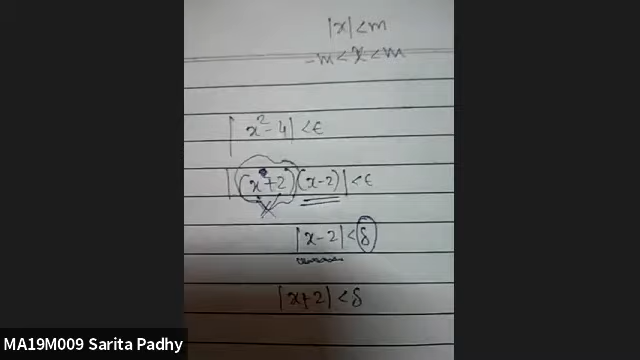 |x| < m
-m < x < m
|x² - 4| < ε
|(x + 2)(x - 2)| < ε
|x - 2| < δ
|x + 2| < δ
MA19M009 Sarita Padhy